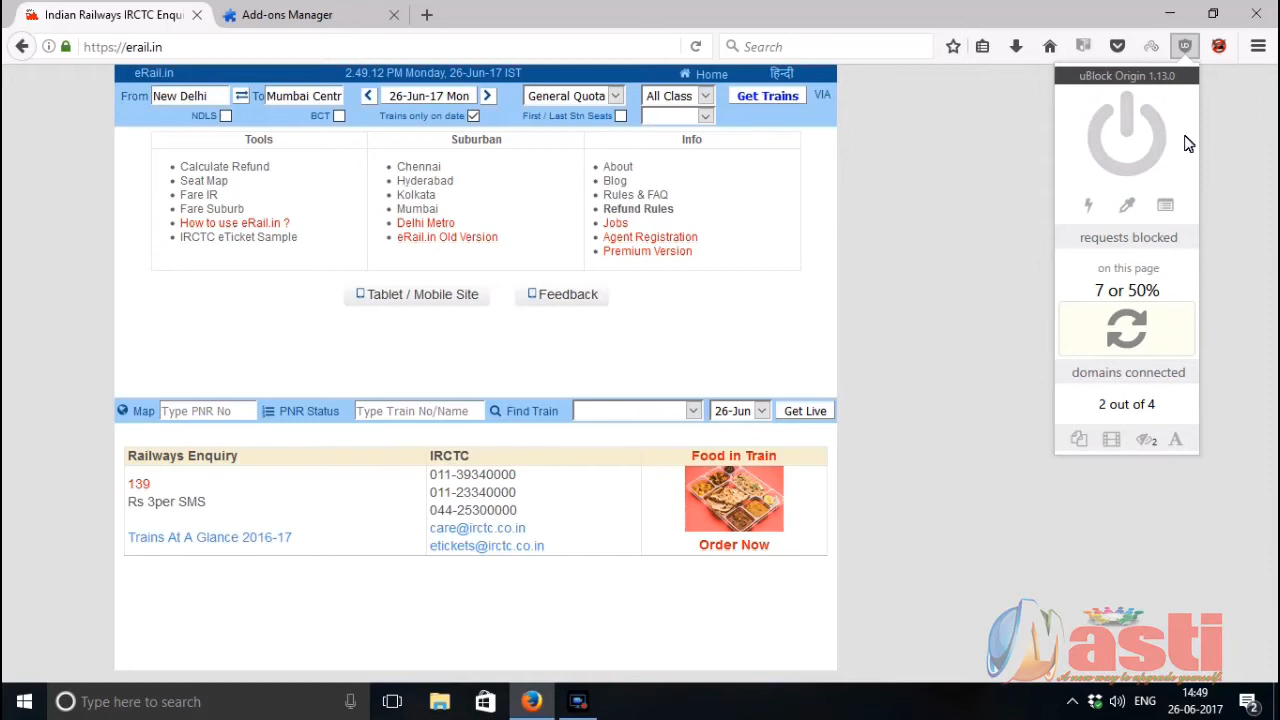 Indian Railways IRCTC Enqu
Add-ons Manager
https://erail.in
Search
uBlock Origin 1.13.0
eRail.in 2.49.12 PM Monday, 26-Jun-17 IST Home हिन्दी
From New Delhi To Mumbai Centr 26-Jun-17 Mon General Quota All Class Get Trains VIA
NDLS BCT Trains only on date First / Last Stn Seats
Tools
Calculate Refund
Seat Map
Fare IR
Fare Suburb
How to use eRail.in ?
IRCTC eTicket Sample
Suburban
Chennai
Hyderabad
Kolkata
Mumbai
Delhi Metro
eRail.in Old Version
Info
About
Blog
Rules & FAQ
Refund Rules
Jobs
Agent Registration
Premium Version
Tablet / Mobile Site
Feedback
requests blocked
on this page
7 or 50%
domains connected
2 out of 4
2
Map Type PNR No PNR Status Type Train No/Name Find Train 26-Jun Get Live
Railways Enquiry
139
Rs 3per SMS
Trains At A Glance 2016-17
IRCTC
011-39340000
011-23340000
044-25300000
care@irctc.co.in
etickets@irctc.co.in
Food in Train
Order Now
Masti
A new way to upgrade yourself.
Type here to search
ENG
14:49
26-06-2017
2